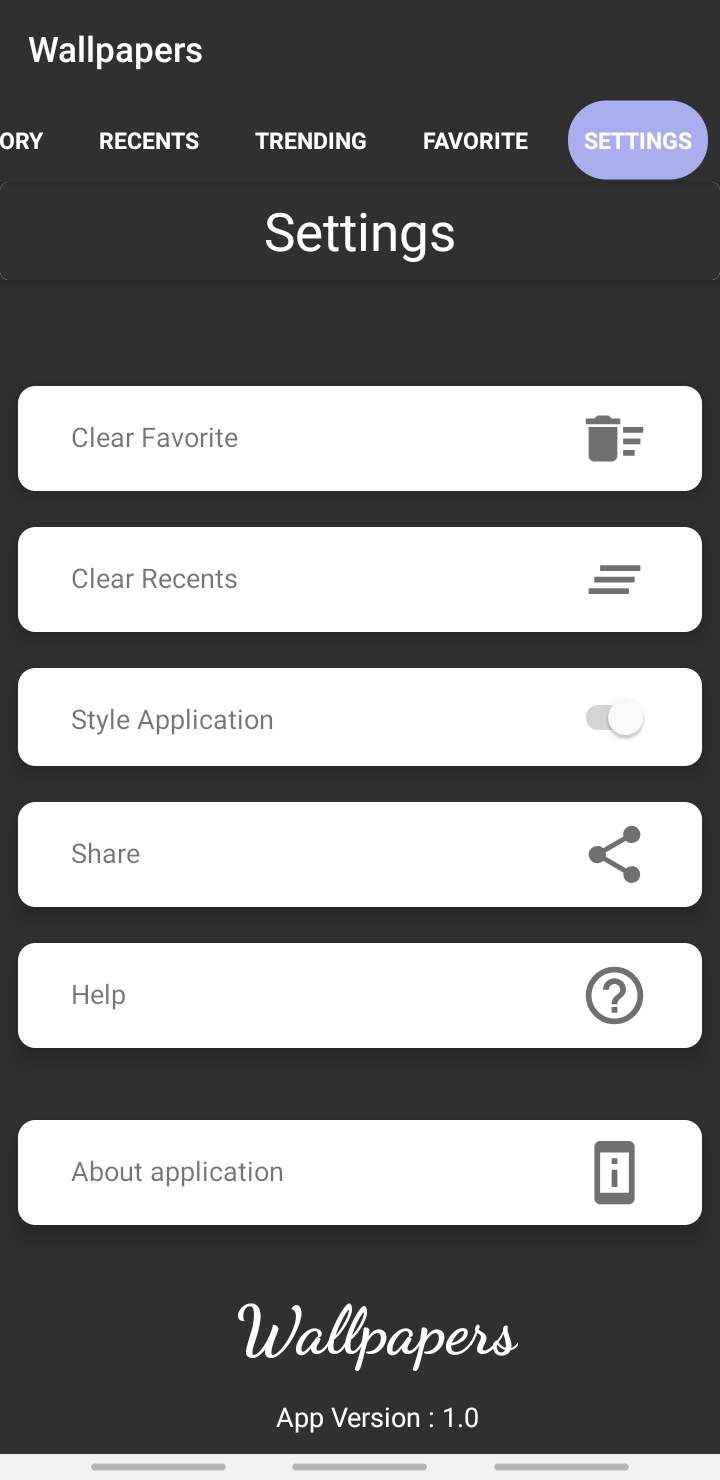 Wallpapers
ORY RECENTS TRENDING FAVORITE SETTINGS
Settings
Clear Favorite
Clear Recents
Style Application
Share
Help
About application
Wallpapers
App Version : 1.0